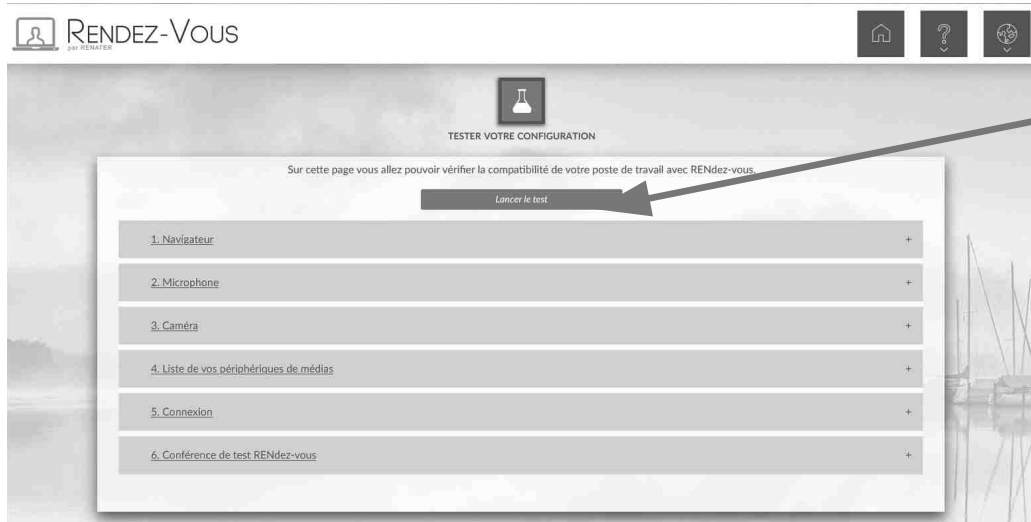 RENDEZ-VOUS
par RENATER
?
TESTER VOTRE CONFIGURATION
Sur cette page vous allez pouvoir vérifier la compatibilité de votre poste de travail avec RENdez-vous.
Lancer le test
1. Navigateur +
2. Microphone +
3. Caméra +
4. Liste de vos périphériques de médias +
5. Connexion +
6. Conférence de test RENdez-vous +